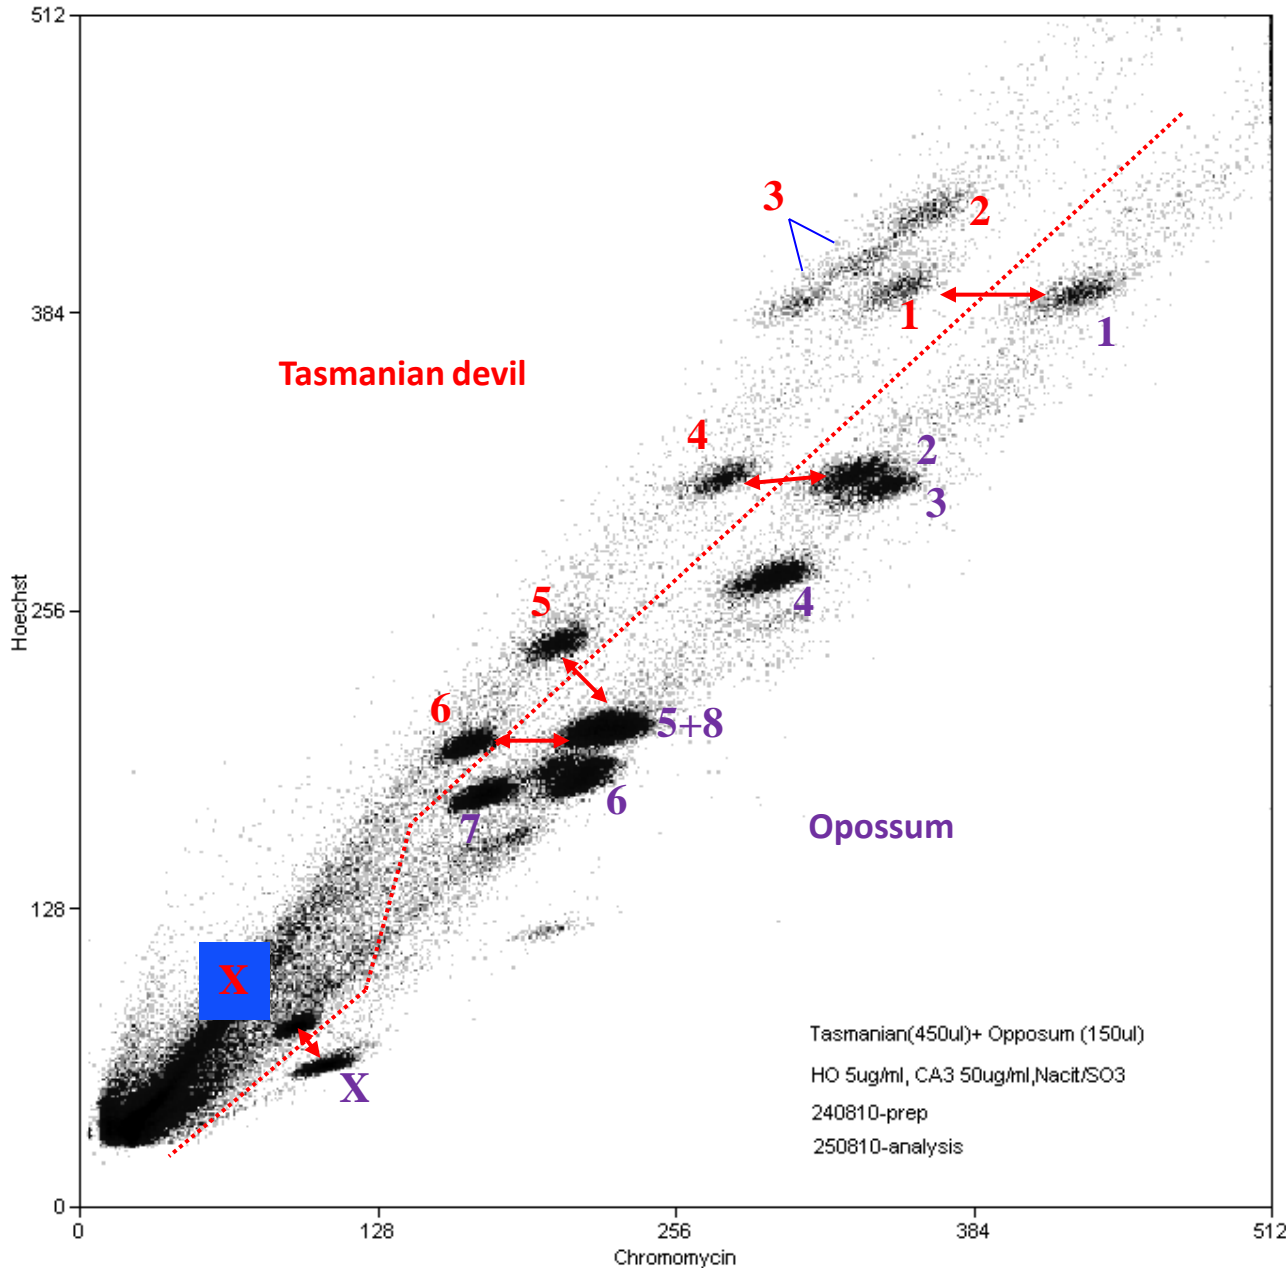 512
3
2
384
1
1
Tasmanian devil
4
2
3
Hoechst
256
5
4
6
5+8
6
7
Opossum
128
X
X
Tasmanian(450ul)+ Opposum (150ul)
HO 5ug/ml, CA3 50ug/ml,Nacit/SO3
240810-prep
250810-analysis
0
0 128 256 384 512
Chromomycin